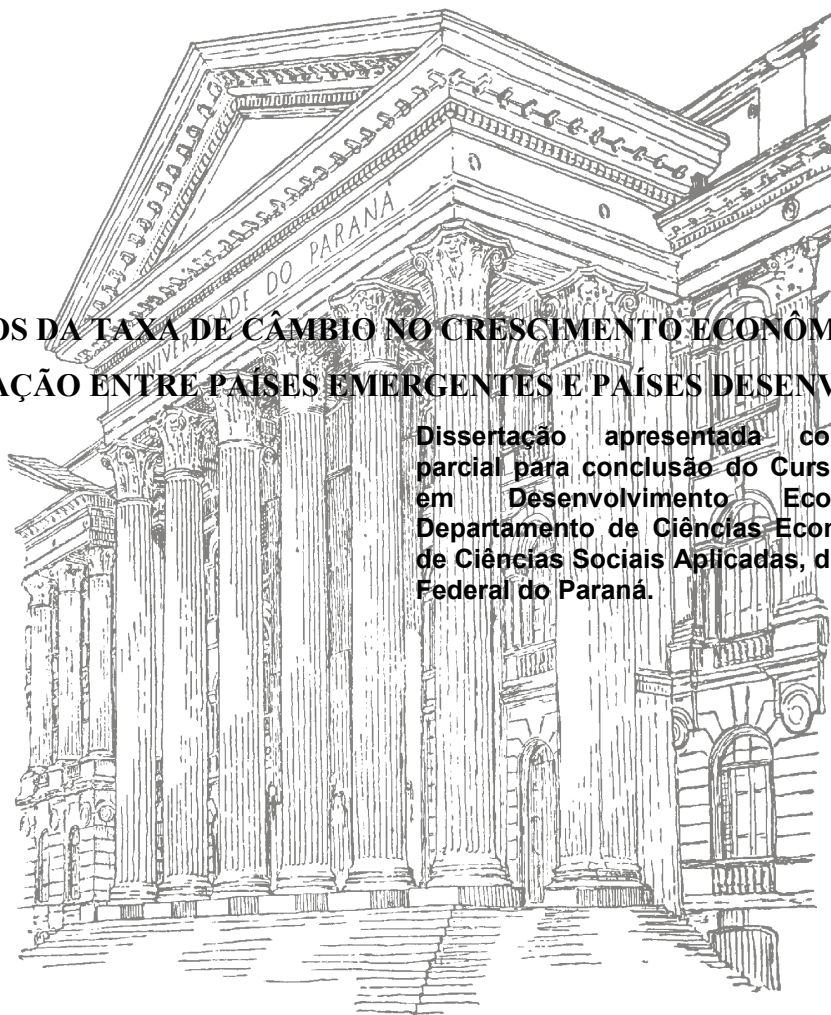 UNIVERSIDADE DO PARANÁ
OS DA TAXA DE CÂMBIO NO CRESCIMENTO ECONÔM
AÇÃO ENTRE PAÍSES EMERGENTES E PAÍSES DESENV
Dissertação apresentada co
parcial para conclusão do Curs
em Desenvolvimento Eco
Departamento de Ciências Econ
de Ciências Sociais Aplicadas, d
Federal do Paraná.